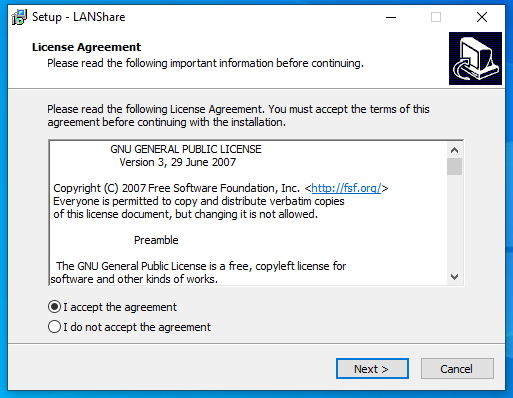 Setup - LANShare
License Agreement
Please read the following important information before continuing.
Please read the following License Agreement. You must accept the terms of this
agreement before continuing with the installation.
GNU GENERAL PUBLIC LICENSE
Version 3, 29 June 2007
Copyright (C) 2007 Free Software Foundation, Inc. <http://fsf.org/>
Everyone is permitted to copy and distribute verbatim copies
of this license document, but changing it is not allowed.
Preamble
The GNU General Public License is a free, copyleft license for
software and other kinds of works.
I accept the agreement
I do not accept the agreement
Next >
Cancel